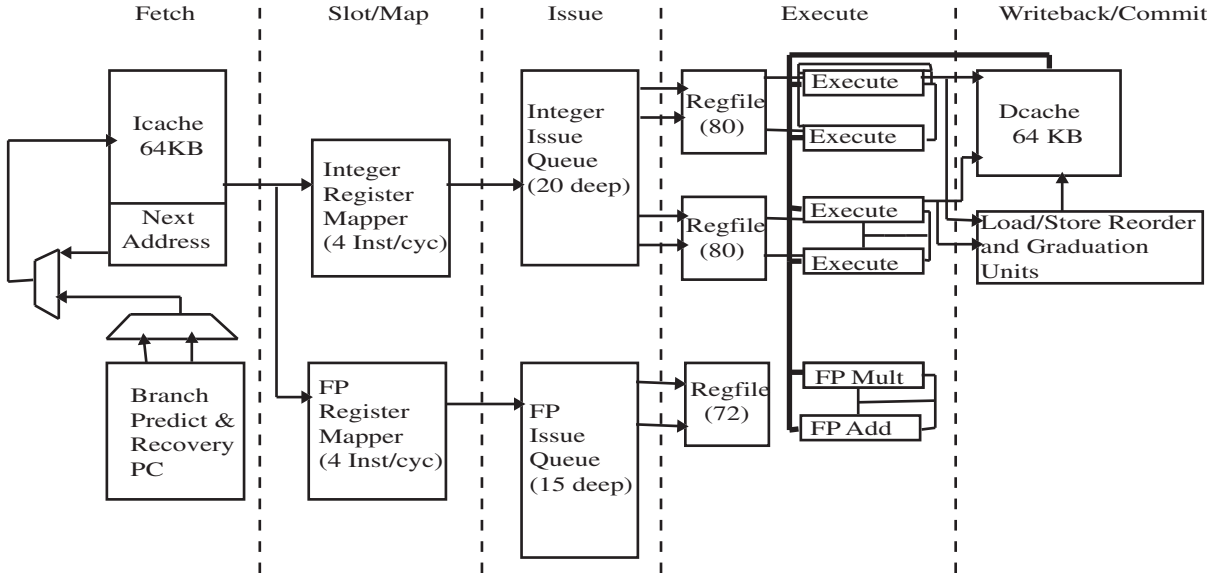 Fetch
Slot/Map
Issue
Execute
Writeback/Commit
Icache
64KB
Next
Address
Branch
Predict &
Recovery
PC
Integer
Register
Mapper
(4 Inst/cyc)
FP
Register
Mapper
(4 Inst/cyc)
Integer
Issue
Queue
(20 deep)
FP
Issue
Queue
(15 deep)
Regfile
(80)
Regfile
(80)
Regfile
(72)
Execute
Execute
Execute
Execute
FP Mult
FP Add
Dcache
64 KB
Load/Store Reorder
and Graduation
Units